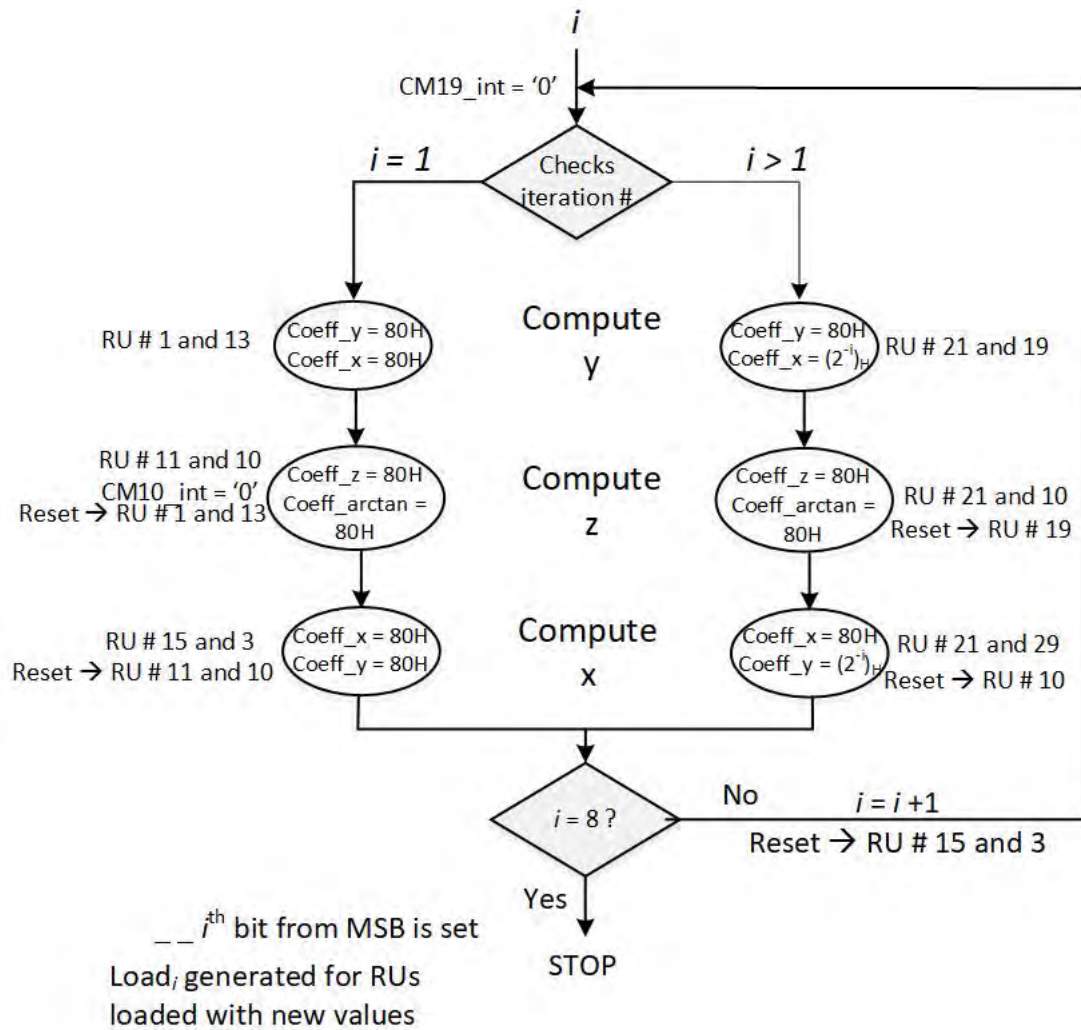 i
CM19_int = ‘0’
i = 1
Checks
iteration #
i > 1
RU # 1 and 13
Coeff_y = 80H
Coeff_x = 80H
Compute
y
Coeff_y = 80H
Coeff_x = (2⁻ⁱ)H
RU # 21 and 19
RU # 11 and 10
CM10_int = ‘0’
Reset → RU # 1 and 13
Coeff_z = 80H
Coeff_arctan =
80H
Compute
z
Coeff_z = 80H
Coeff_arctan =
80H
RU # 21 and 10
Reset → RU # 19
RU # 15 and 3
Reset → RU # 11 and 10
Coeff_x = 80H
Coeff_y = 80H
Compute
x
Coeff_x = 80H
Coeff_y = (2⁻ⁱ)H
RU # 21 and 29
Reset → RU # 10
i = 8 ?
No
i = i +1
Reset → RU # 15 and 3
Yes
STOP
_ _ iᵗʰ bit from MSB is set
Loadᵢ generated for RUs
loaded with new values